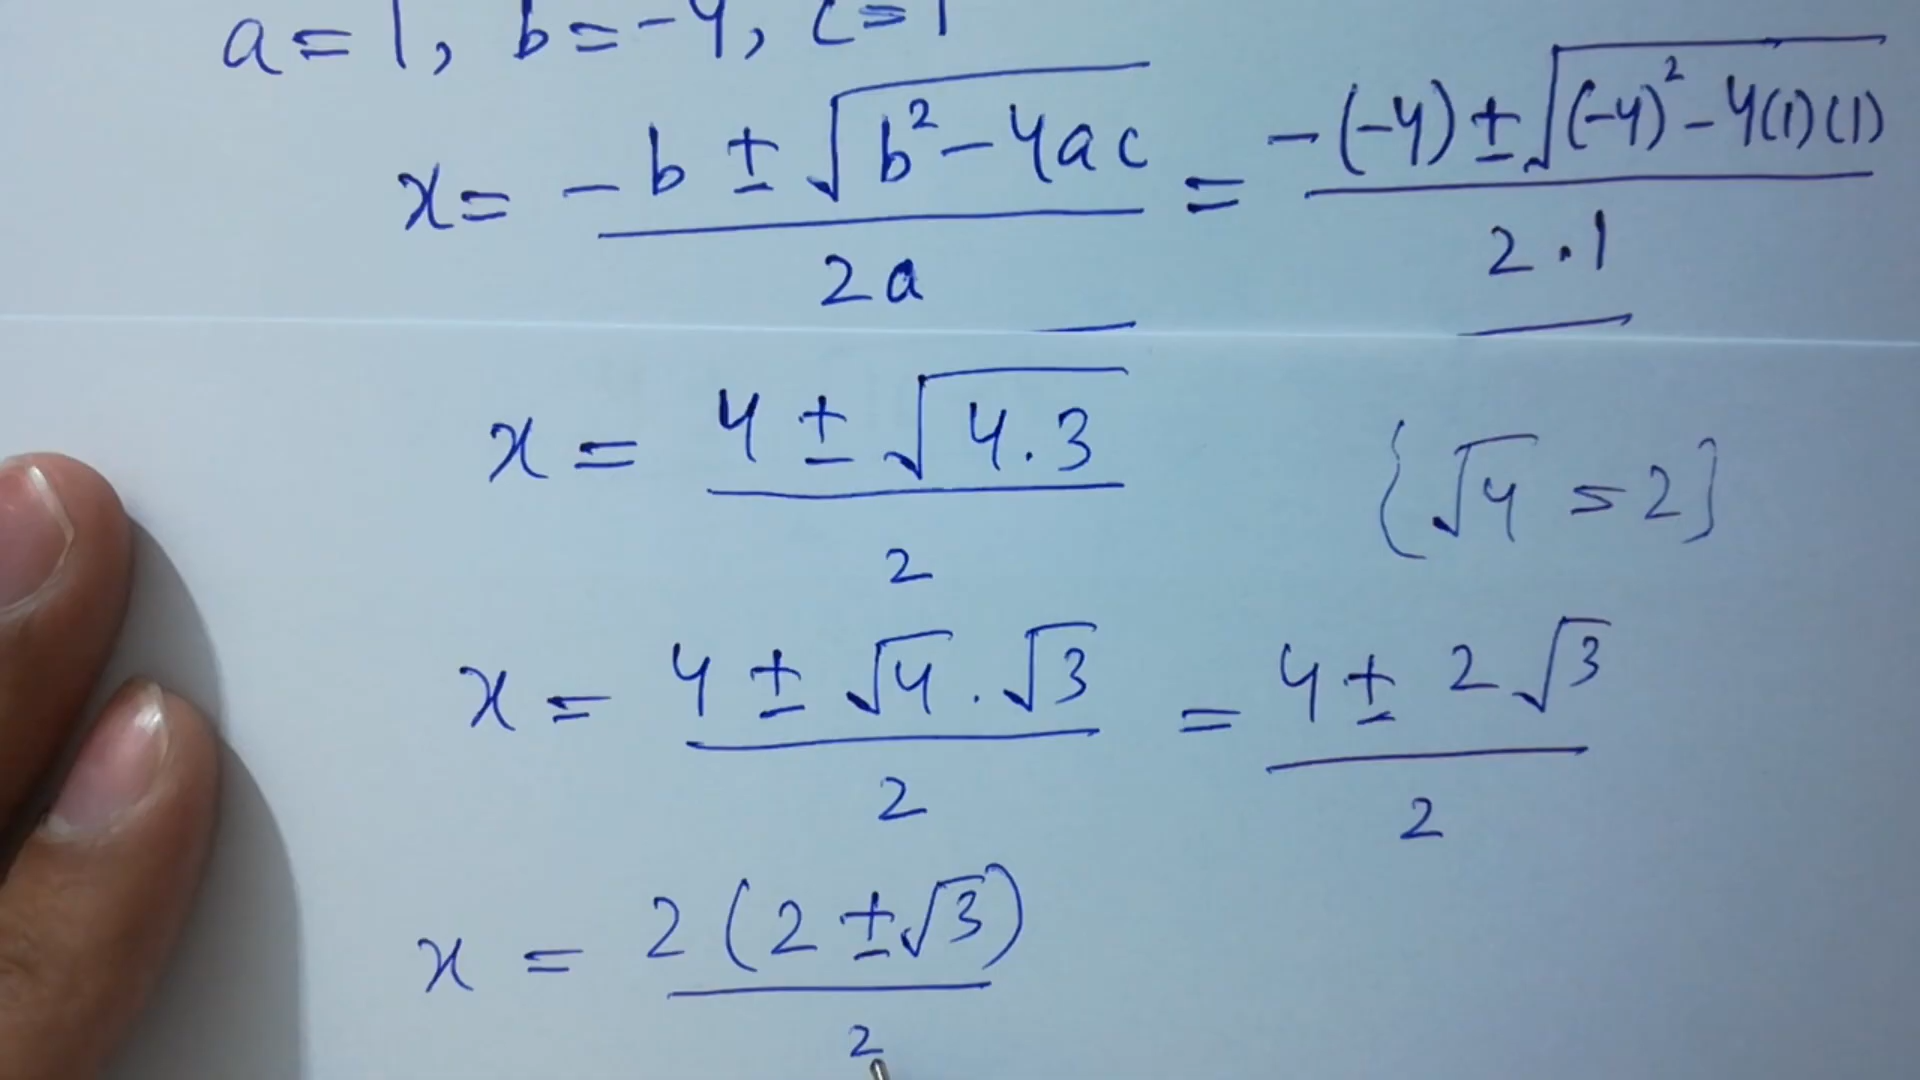 a = 1, b = -4, c = 1
x = (-b ± √(b² - 4ac)) / 2a = (-(-4) ± √((-4)² - 4(1)(1))) / 2·1
x = (4 ± √(4.3)) / 2 {√4 = 2}
x = (4 ± √4 . √3) / 2 = (4 ± 2√3) / 2
x = 2(2 ± √3) / 2